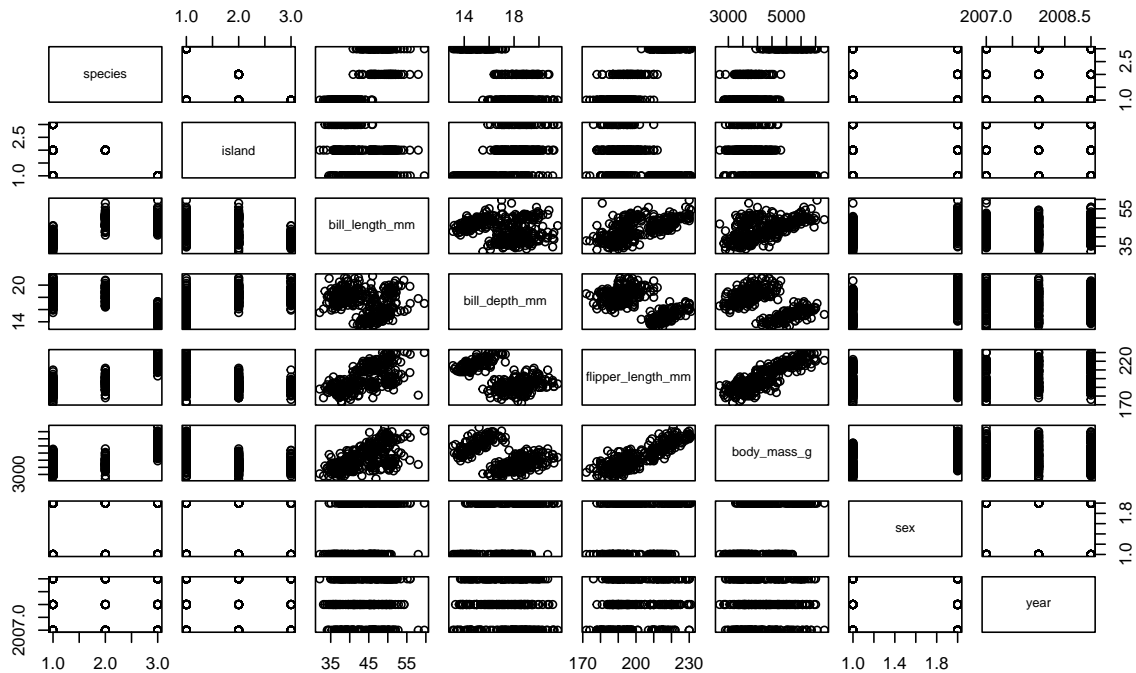 1.0 2.0 3.0
14 18
3000 5000
2007.0 2008.5
species
1.0 2.5
1.0 2.5
island
bill_length_mm
35 55
14 20
bill_depth_mm
flipper_length_mm
170 220
3000
body_mass_g
sex
1.0 1.8
2007.0
year
1.0 2.0 3.0
35 45 55
170 200 230
1.0 1.4 1.8